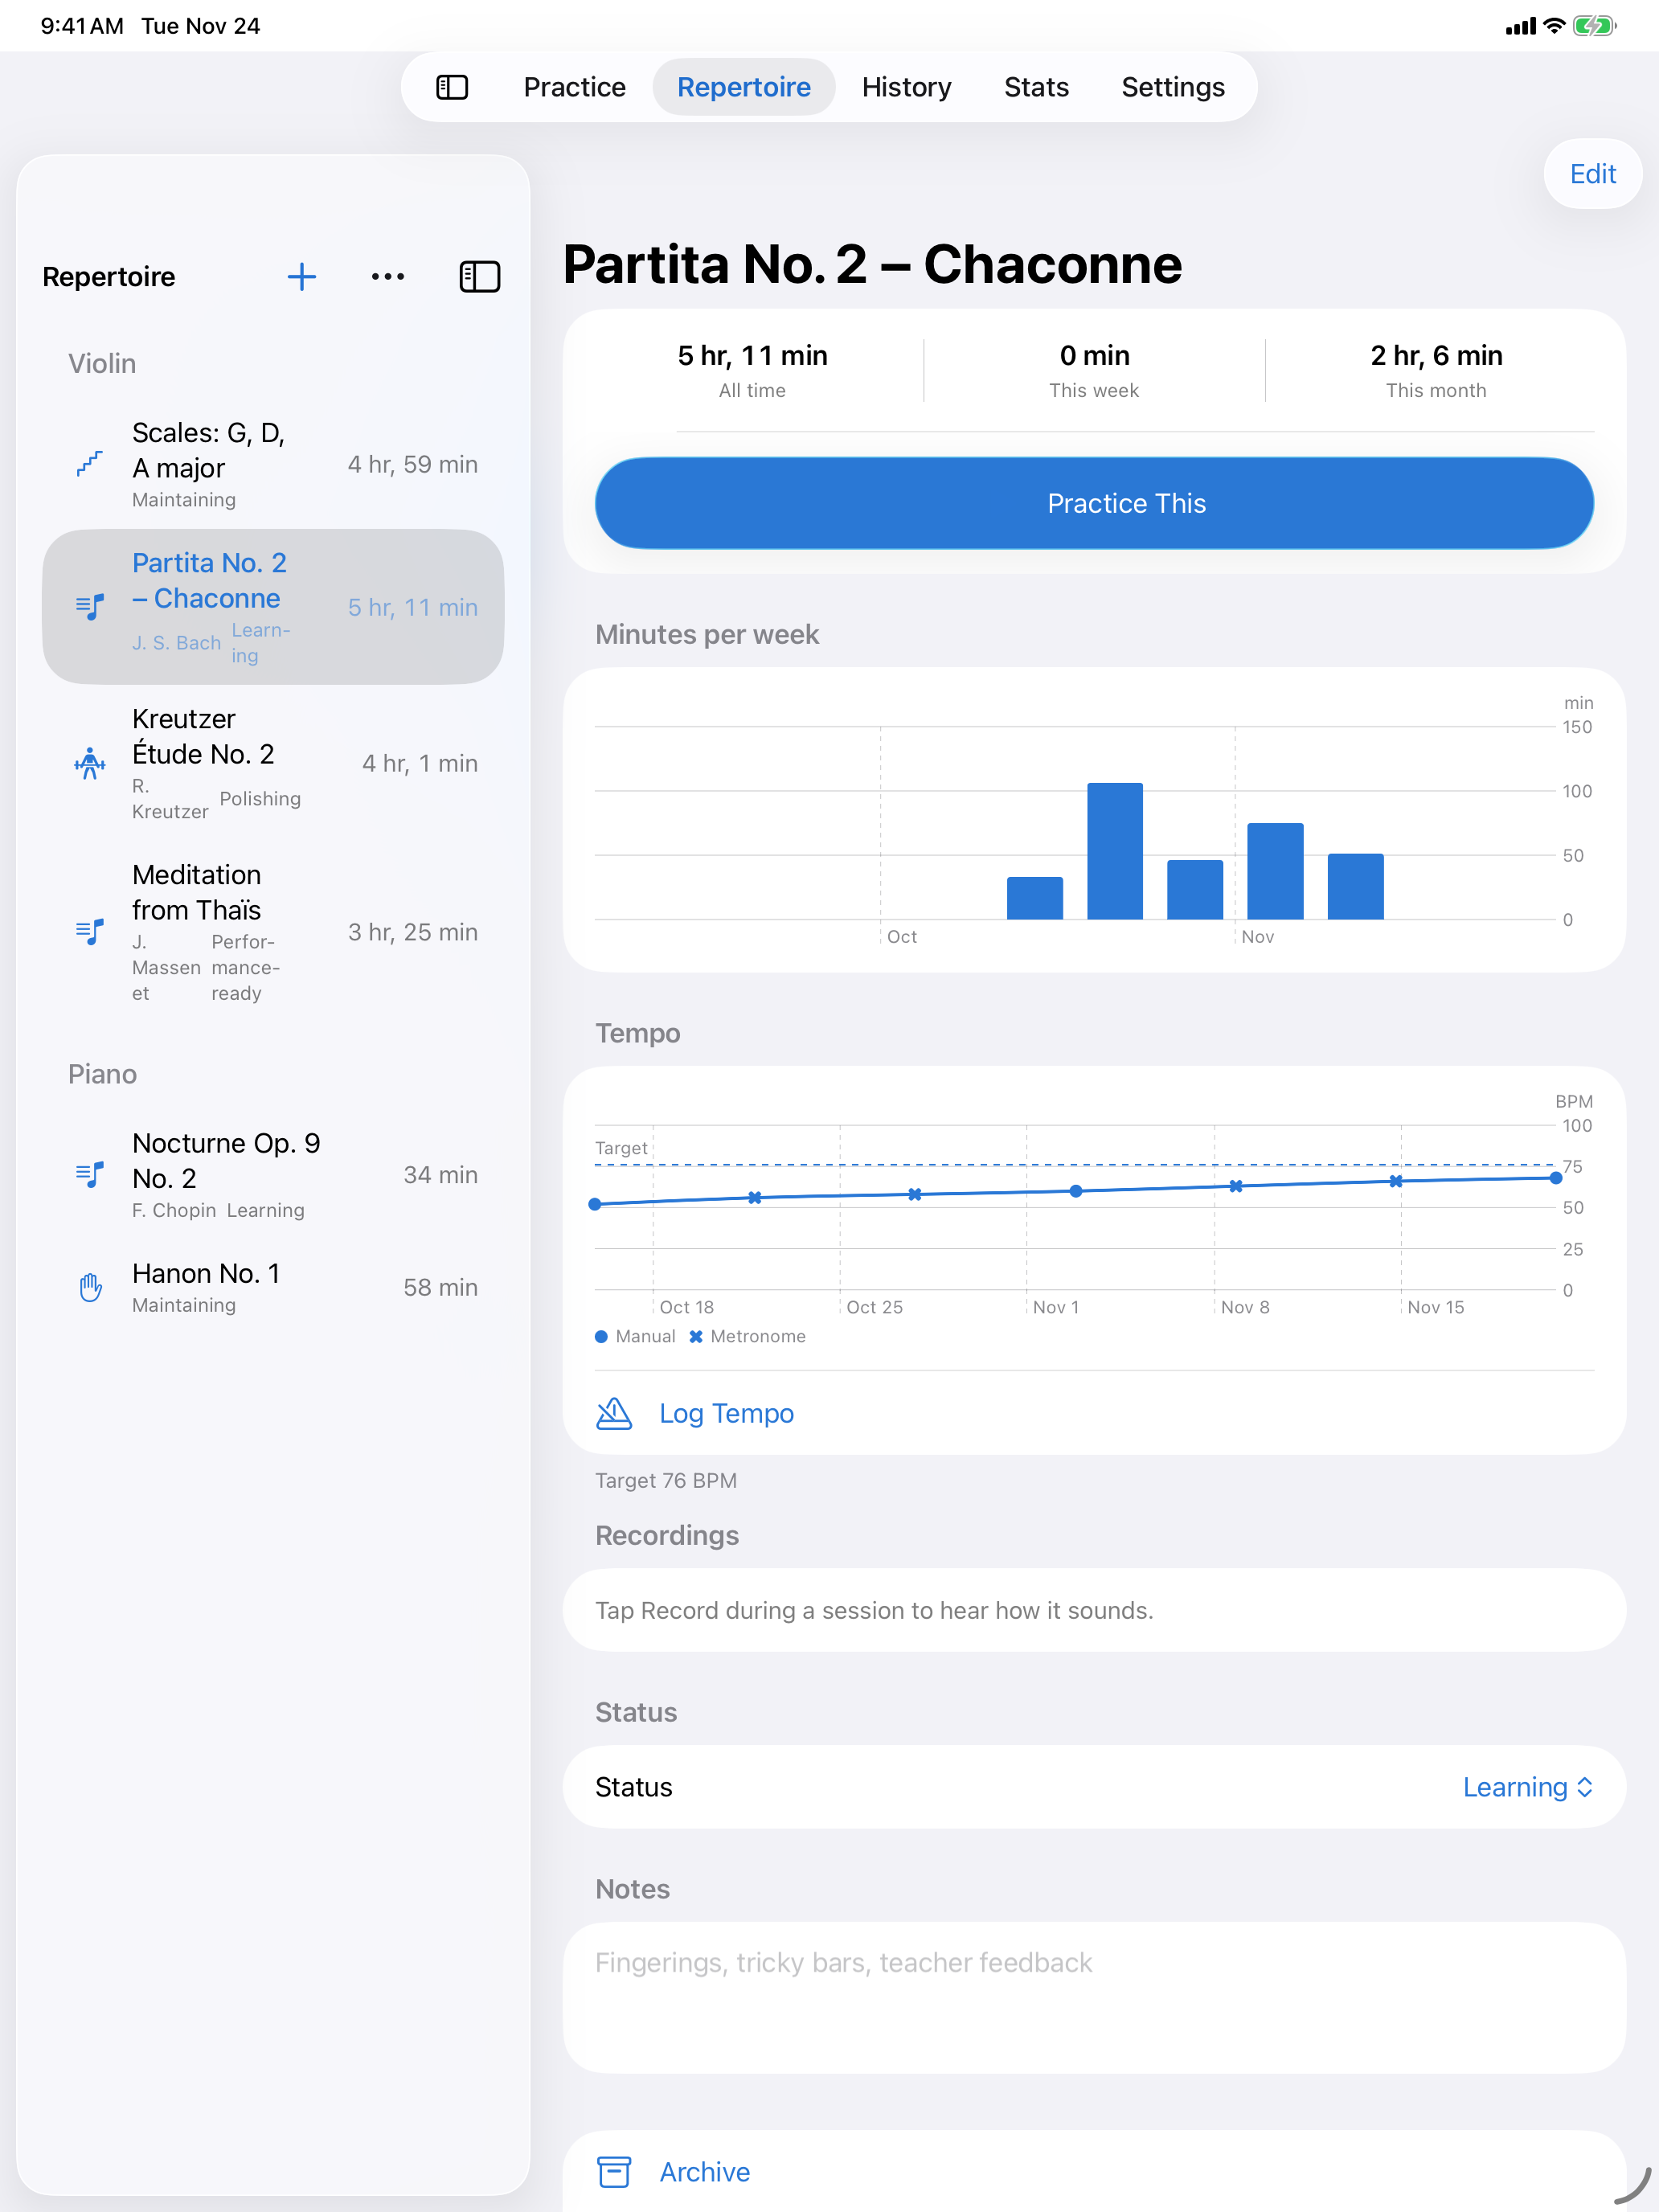 9:41 AM Tue Nov 24
Practice Repertoire History Stats Settings
Edit
Repertoire
Violin
Scales: G, D,
A major
Maintaining
4 hr, 59 min
Partita No. 2
– Chaconne
J. S. Bach Learn-
ing
5 hr, 11 min
Kreutzer
Étude No. 2
R.
Kreutzer Polishing
4 hr, 1 min
Meditation
from Thaïs
J. Perfor-
Massen mance-
et ready
3 hr, 25 min
Piano
Nocturne Op. 9
No. 2
F. Chopin Learning
34 min
Hanon No. 1
Maintaining
58 min
Partita No. 2 – Chaconne
5 hr, 11 min 0 min 2 hr, 6 min
All time This week This month
Practice This
Minutes per week
min
150
100
50
0
Oct Nov
Tempo
BPM
100
Target
75
50
25
0
Oct 18 Oct 25 Nov 1 Nov 8 Nov 15
Manual Metronome
Log Tempo
Target 76 BPM
Recordings
Tap Record during a session to hear how it sounds.
Status
Status Learning
Notes
Fingerings, tricky bars, teacher feedback
Archive